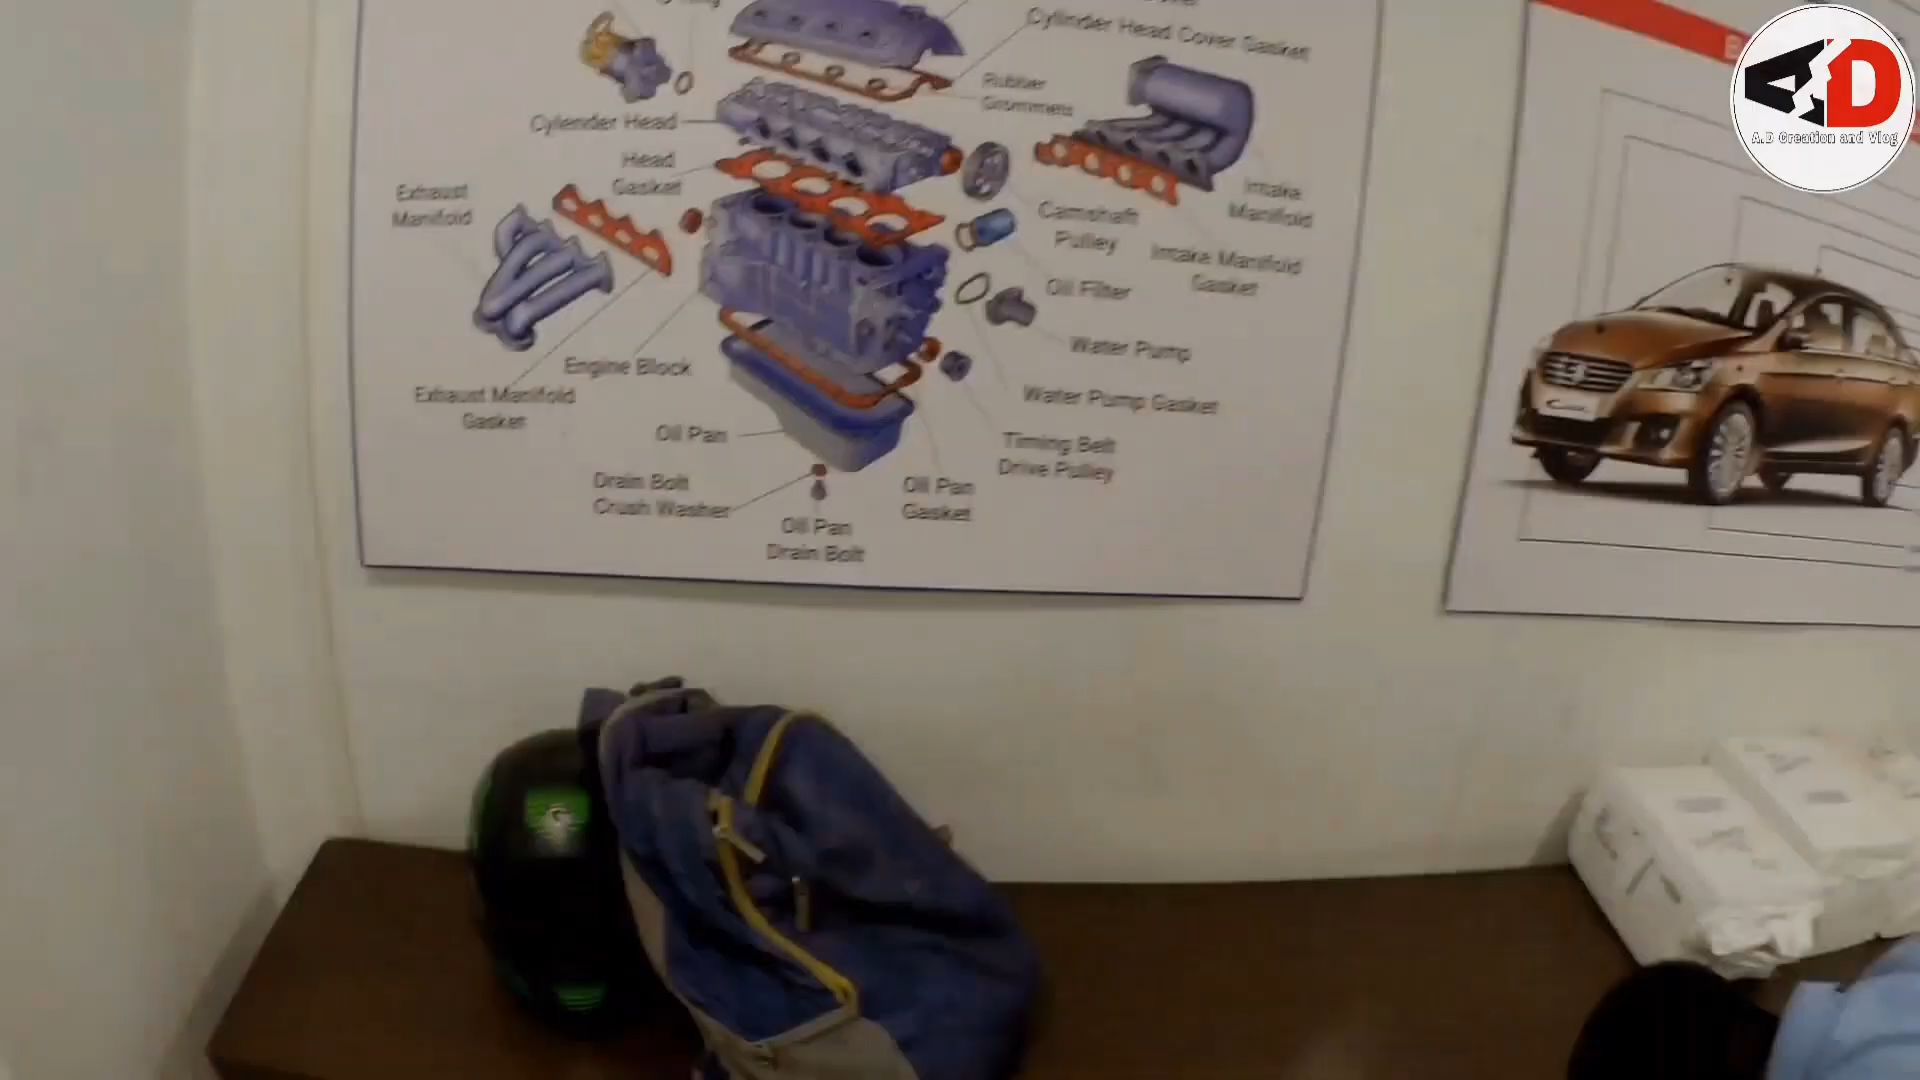 Cylinder Head Cover Gasket
Rubber
Grommets
Cylender Head
Head
Gasket
Exhaust
Manifold
Intake
Manifold
Camshaft
Pulley
Intake Manifold
Gasket
Oil Filter
Water Pump
Engine Block
Exhaust Manifold
Gasket
Water Pump Gasket
Oil Pan
Timing Belt
Drive Pulley
Drain Bolt
Crush Washer
Oil Pan
Gasket
Oil Pan
Drain Bolt
AD
A.D Creation and Vlog